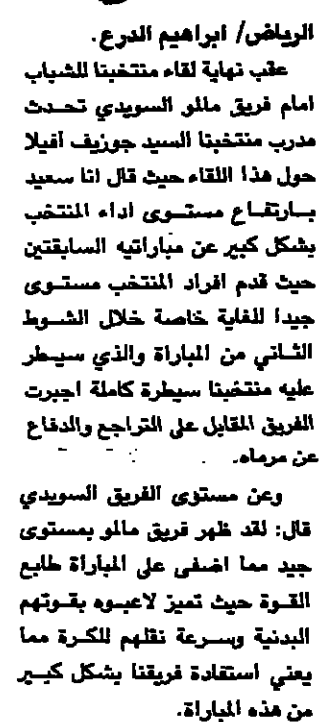 الرياض/ ابراهيم الدرع.
عقب نهاية لقاء منتخبنا للشباب
امام فريق مالمو السويدي تحدث
مدرب منتخبنا السيد جوزيف افيلا
حول هذا اللقاء حيث قال انا سعيد
بارتفاع مستوى اداء المنتخب
بشكل كبير عن مباراتيه السابقتين
حيث قدم افراد المنتخب مستوى
جيدا للغاية خاصة خلال الشوط
الثاني من المباراة والذي سيطر
عليه منتخبنا سيطرة كاملة اجبرت
الفريق المقابل على التراجع والدفاع
عن مرماه.
وعن مستوى الفريق السويدي
قال: لقد ظهر فريق مالمو بمستوى
جيد مما اضفى على المباراة طابع
القوة حيث تميز لاعبوه بقوتهم
البدنية وسرعة نقلهم للكرة مما
يعني استفادة فريقنا بشكل كبير
من هذه المباراة.